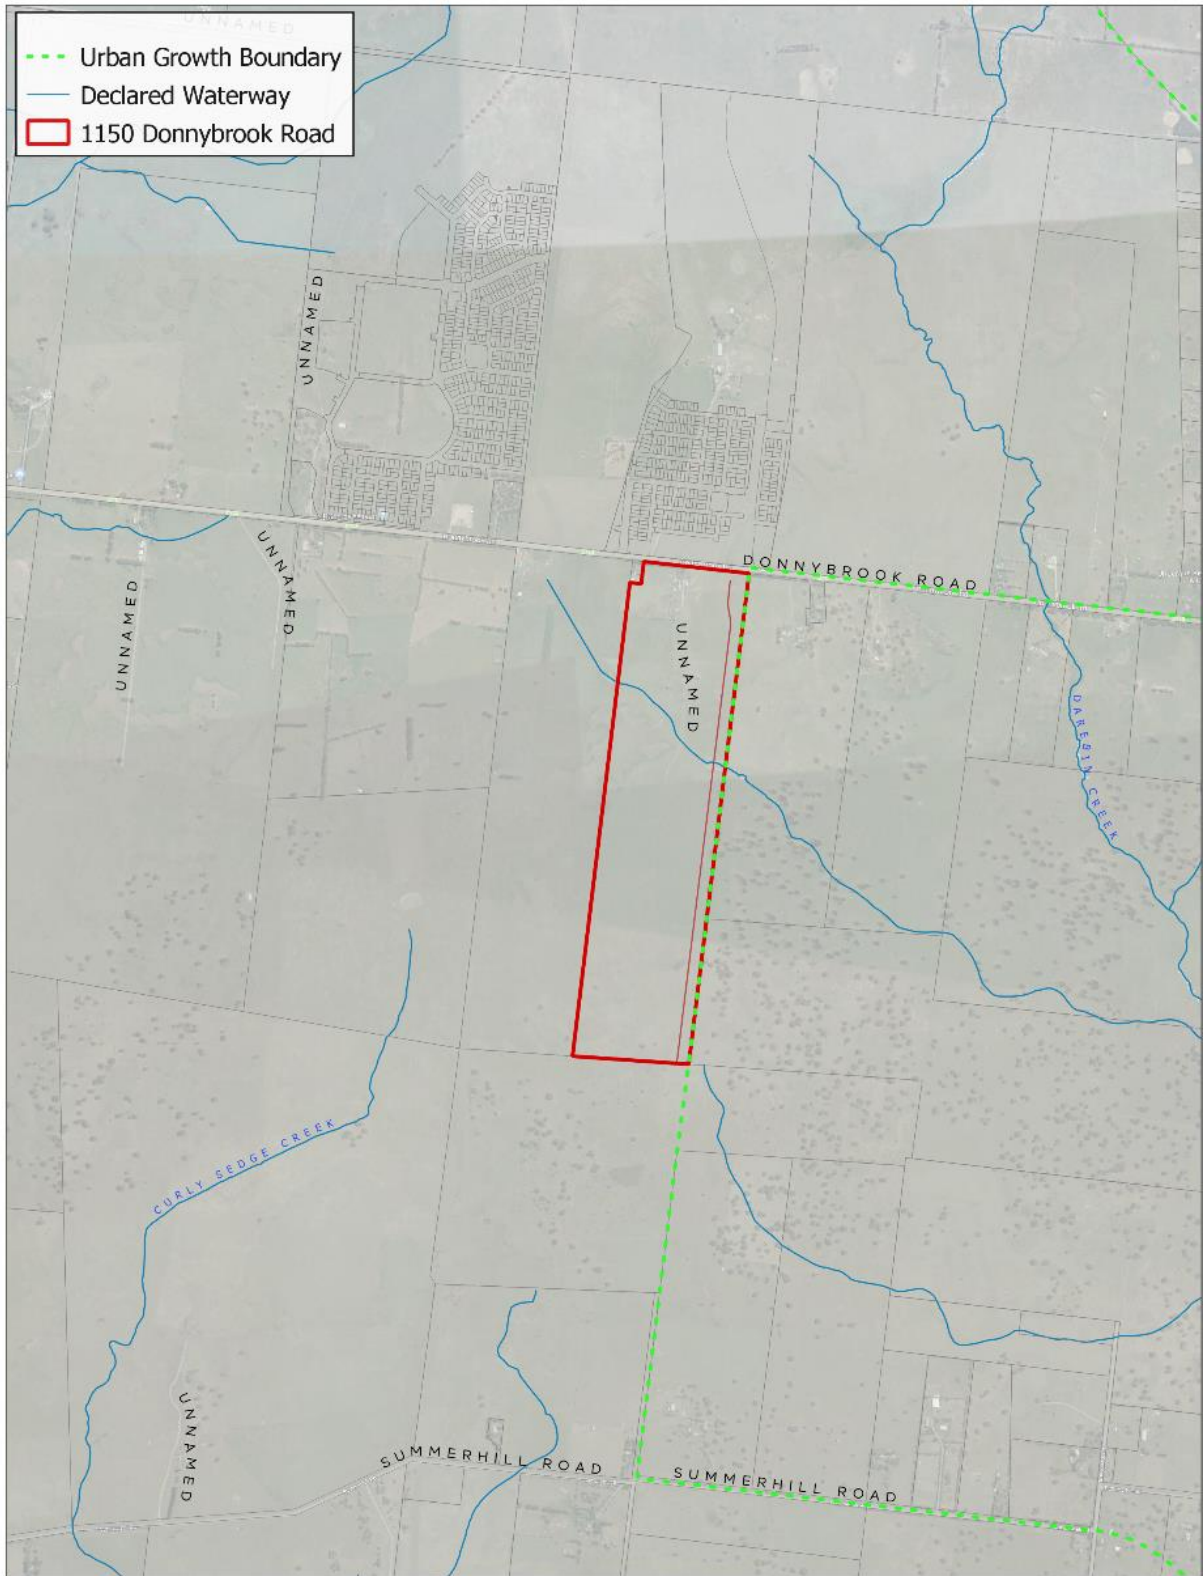 UNNAMED
Urban Growth Boundary
Declared Waterway
1150 Donnybrook Road
UNNAMED
DONNYBROOK ROAD
UNNAMED
UNNAMED
UNNAMED
DAREBIN CREEK
CURLY SEDGE CREEK
UNNAMED
SUMMERHILL ROAD
SUMMERHILL ROAD